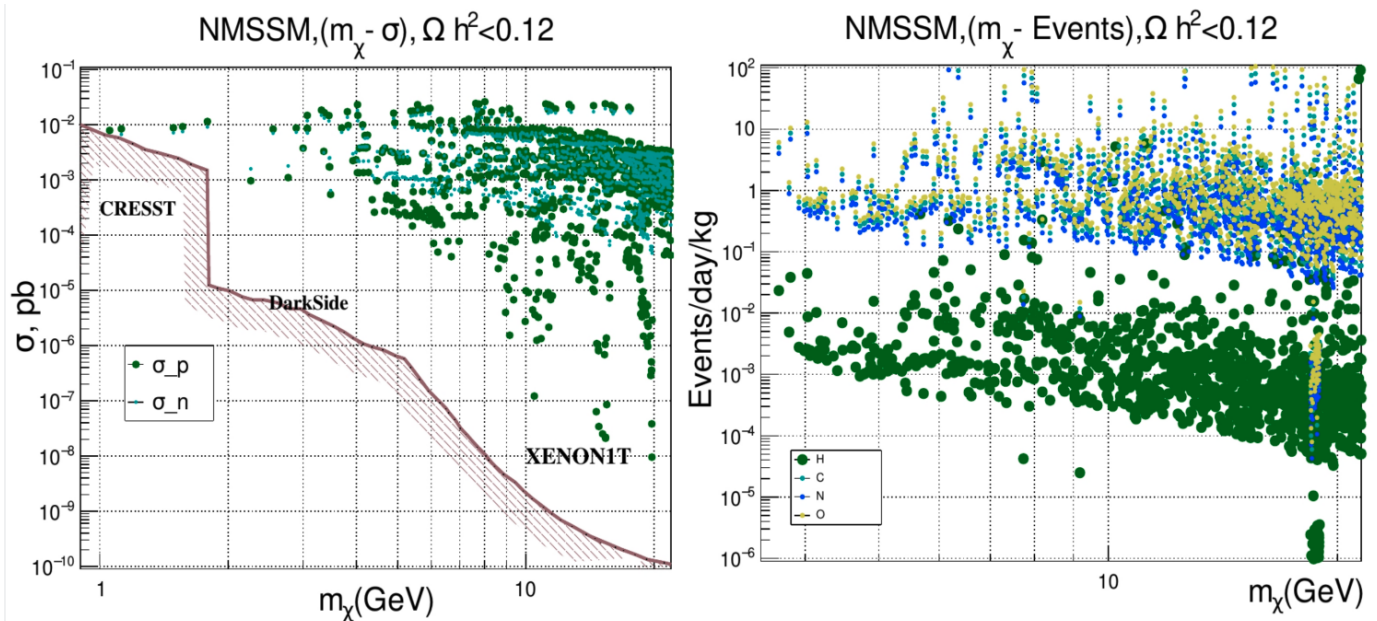 NMSSM,(mχ- σ), Ω h²<0.12
10⁻¹
10⁻²
10⁻³
10⁻⁴
10⁻⁵
10⁻⁶
10⁻⁷
10⁻⁸
10⁻⁹
10⁻¹⁰
σ, pb
CRESST
DarkSide
XENON1T
σ_p
σ_n
1
2
10
mχ(GeV)
NMSSM,(mχ- Events),Ω h²<0.12
10²
10
1
10⁻¹
10⁻²
10⁻³
10⁻⁴
10⁻⁵
10⁻⁶
Events/day/kg
H
C
N
O
10
mχ(GeV)